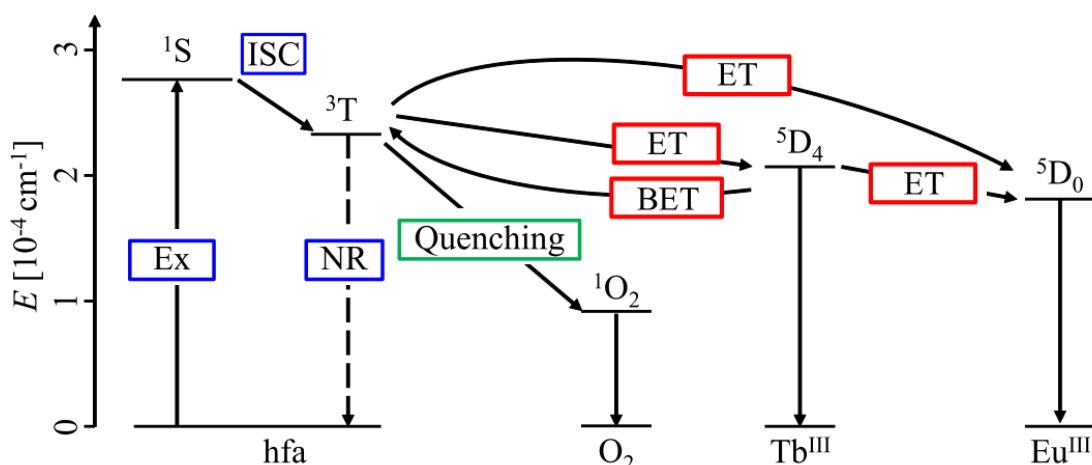 E [10⁻⁴ cm⁻¹]
3
2
1
0
¹S
ISC
³T
ET
ET
BET
⁵D₄
ET
⁵D₀
Ex
NR
Quenching
¹O₂
hfa
O₂
Tbᴵᴵᴵ
Euᴵᴵᴵ